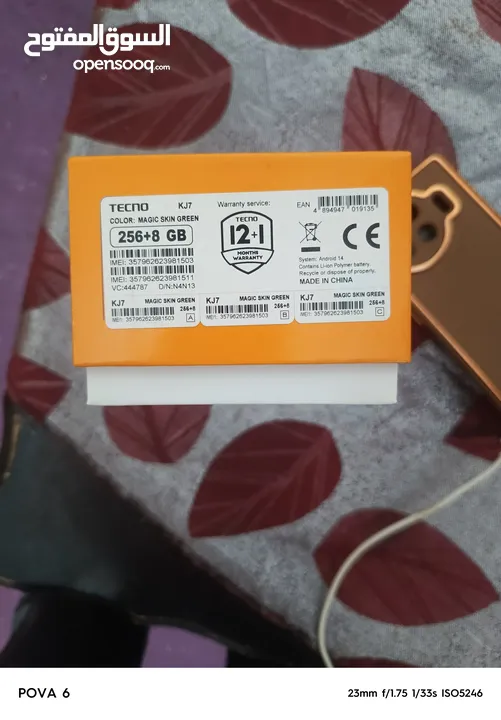 السوق المفتوح
opensooq.com
TECNO KJ7
COLOR: MAGIC SKIN GREEN
256+8 GB
IMEI: 357962623981503
IMEI: 357962623981511
VC:444787 D/N:N4N13
Warranty service:
TECNO
12+1
MONTHS
WARRANTY
EAN
4 894947 019135
CE
System: Android 14
Contains Li-ion Polymer battery.
Recycle or dispose of properly.
MADE IN CHINA
KJ7 MAGIC SKIN GREEN
256+8
IMEI: 357962623981503 A
KJ7 MAGIC SKIN GREEN
256+8
IMEI: 357962623981503 B
KJ7 MAGIC SKIN GREEN
256+8
IMEI: 357962623981503 C
POVA 6
23mm f/1.75 1/33s ISO5246